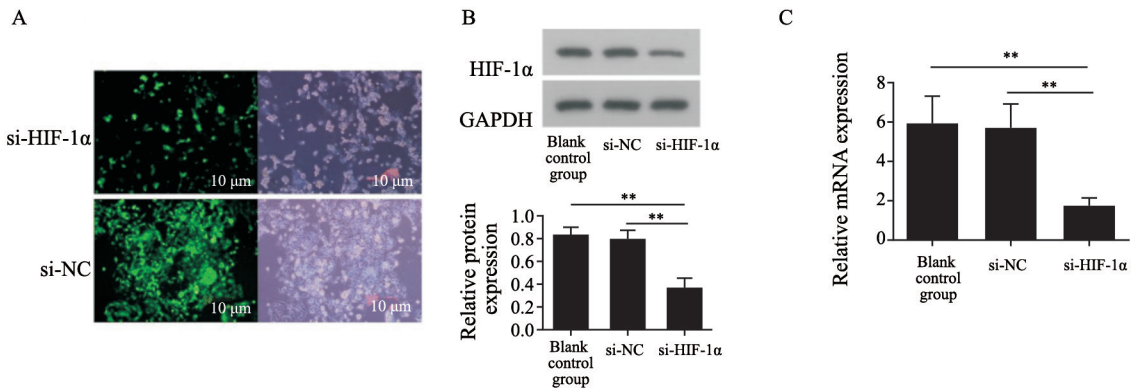 A
si-HIF-1α
10 μm
10 μm
si-NC
10 μm
10 μm
B
HIF-1α
GAPDH
Blank
control
group
si-NC
si-HIF-1α
Relative protein
expression
1.0
0.8
0.6
0.4
0.2
0.0
**
**
Blank
control
group
si-NC
si-HIF-1α
C
Relative mRNA expression
8
6
4
2
0
**
**
Blank
control
group
si-NC
si-HIF-1α